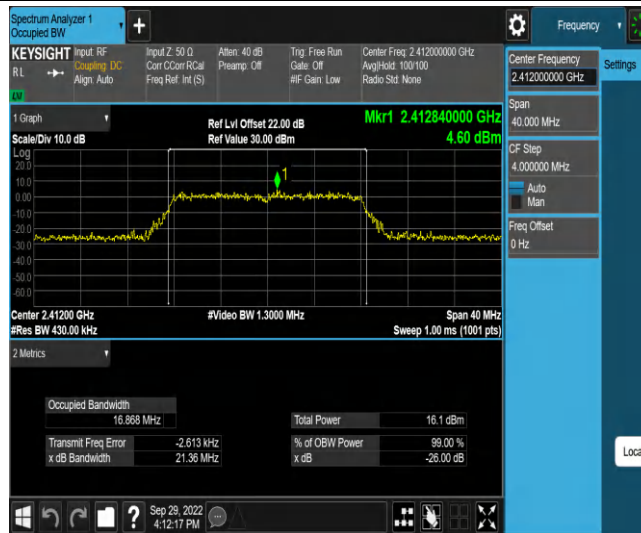 Spectrum Analyzer 1
Occupied BW
Frequency
KEYSIGHT
RL
Input: RF
Coupling: DC
Align: Auto
Input Z: 50 Ω
Corr CCorr RCal
Freq Ref: Int (S)
Atten: 40 dB
Preamp: Off
Trig: Free Run
Gate: Off
#IF Gain: Low
Center Freq: 2.412000000 GHz
Avg|Hold: 100/100
Radio Std: None
LVI
1 Graph
Scale/Div 10.0 dB
Ref Lvl Offset 22.00 dB
Ref Value 30.00 dBm
Mkr1 2.412840000 GHz
4.60 dBm
Log
20.0
10.0
0.00
-10.0
-20.0
-30.0
-40.0
-50.0
-60.0
1
Center 2.41200 GHz
#Res BW 430.00 kHz
#Video BW 1.3000 MHz
Span 40 MHz
Sweep 1.00 ms (1001 pts)
2 Metrics
Occupied Bandwidth
16.868 MHz
Total Power 16.1 dBm
Transmit Freq Error -2.613 kHz
% of OBW Power 99.00 %
x dB Bandwidth 21.36 MHz
x dB -26.00 dB
Sep 29, 2022
4:12:17 PM
Center Frequency
2.412000000 GHz
Settings
Span
40.000 MHz
CF Step
4.000000 MHz
Auto
Man
Freq Offset
0 Hz
Loca